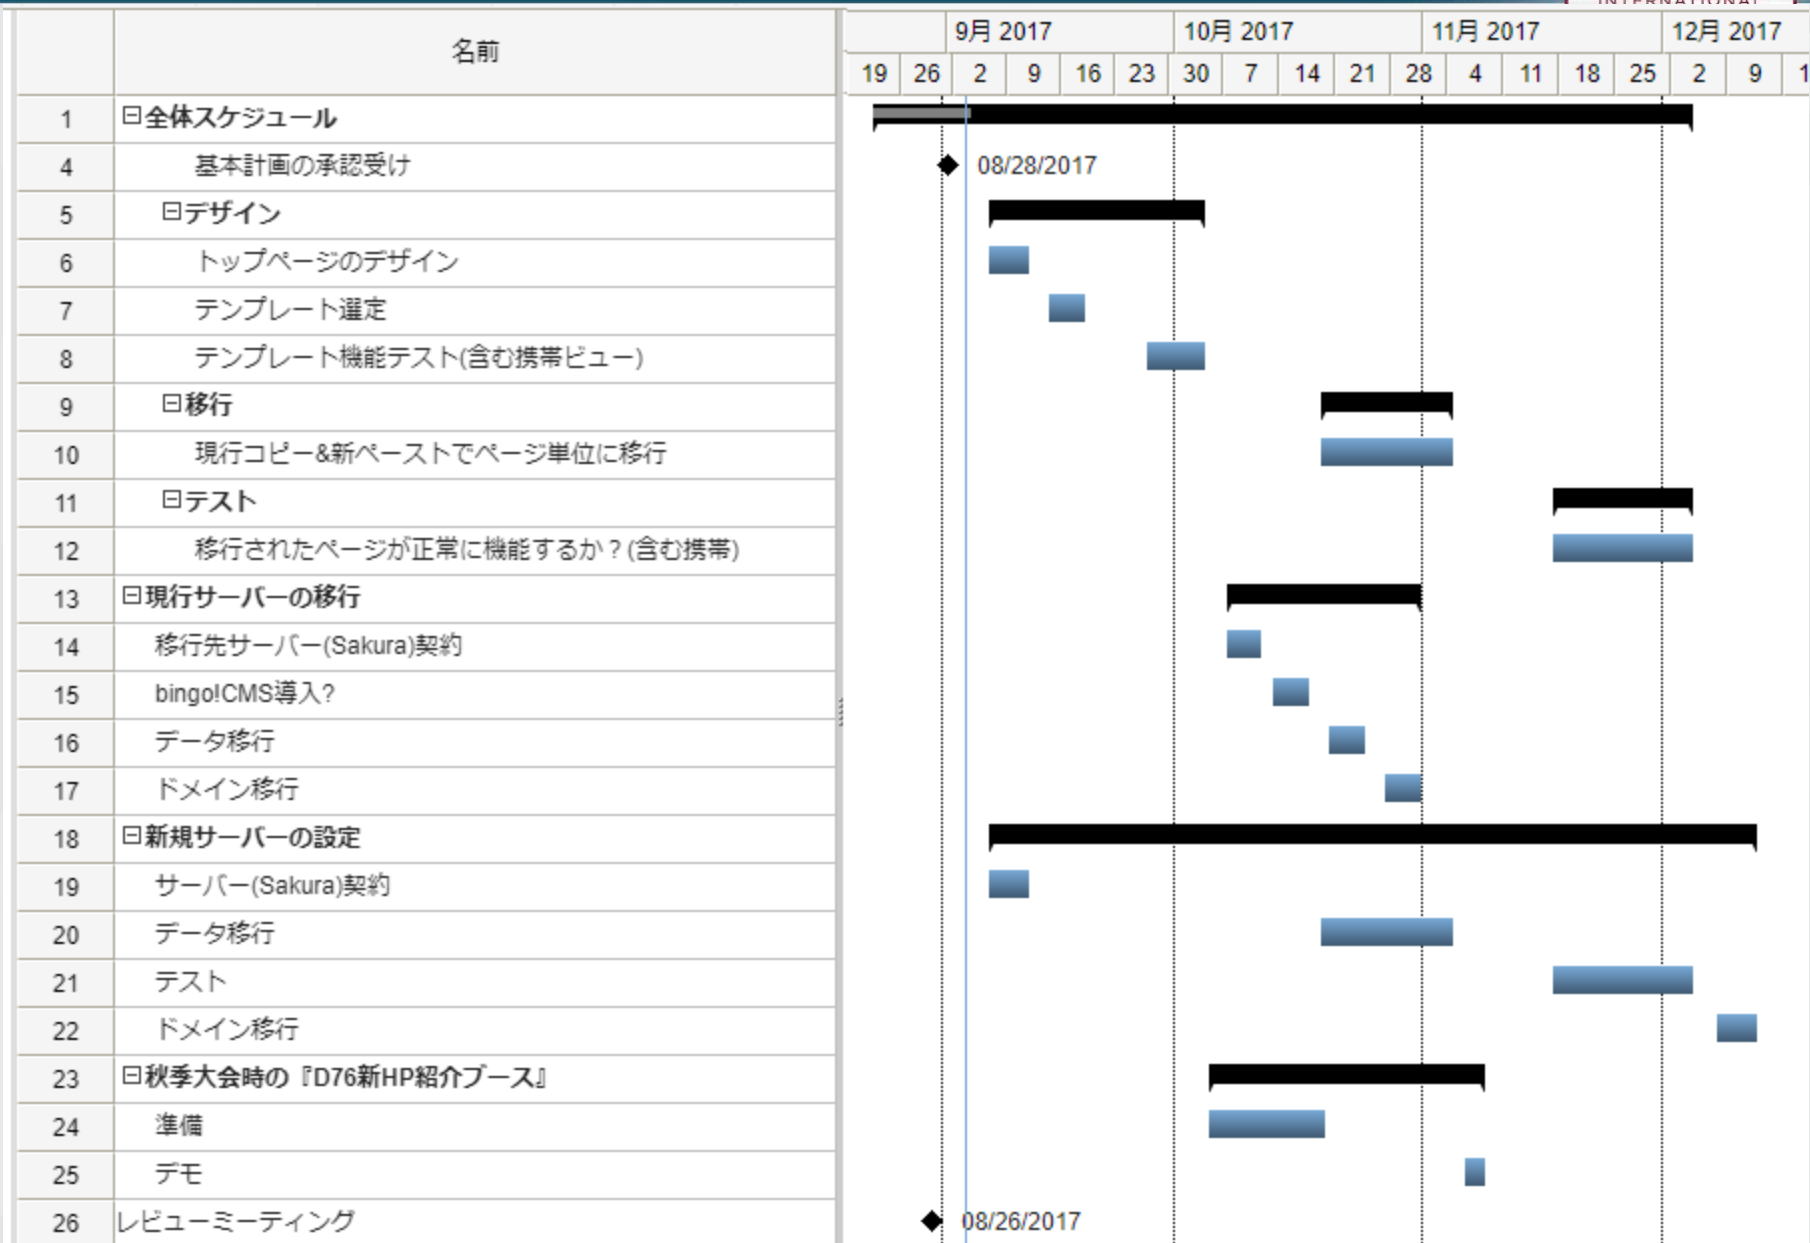 INTERNATIONAL
名前
9月 2017 10月 2017 11月 2017 12月 2017
19 26 2 9 16 23 30 7 14 21 28 4 11 18 25 2 9
1 全体スケジュール
4 基本計画の承認受け 08/28/2017
5 デザイン
6 トップページのデザイン
7 テンプレート選定
8 テンプレート機能テスト(含む携帯ビュー)
9 移行
10 現行コピー&新ペーストでページ単位に移行
11 テスト
12 移行されたページが正常に機能するか？(含む携帯)
13 現行サーバーの移行
14 移行先サーバー(Sakura)契約
15 bingo!CMS導入?
16 データ移行
17 ドメイン移行
18 新規サーバーの設定
19 サーバー(Sakura)契約
20 データ移行
21 テスト
22 ドメイン移行
23 秋季大会時の『D76新HP紹介ブース』
24 準備
25 デモ
26 レビューミーティング 08/26/2017